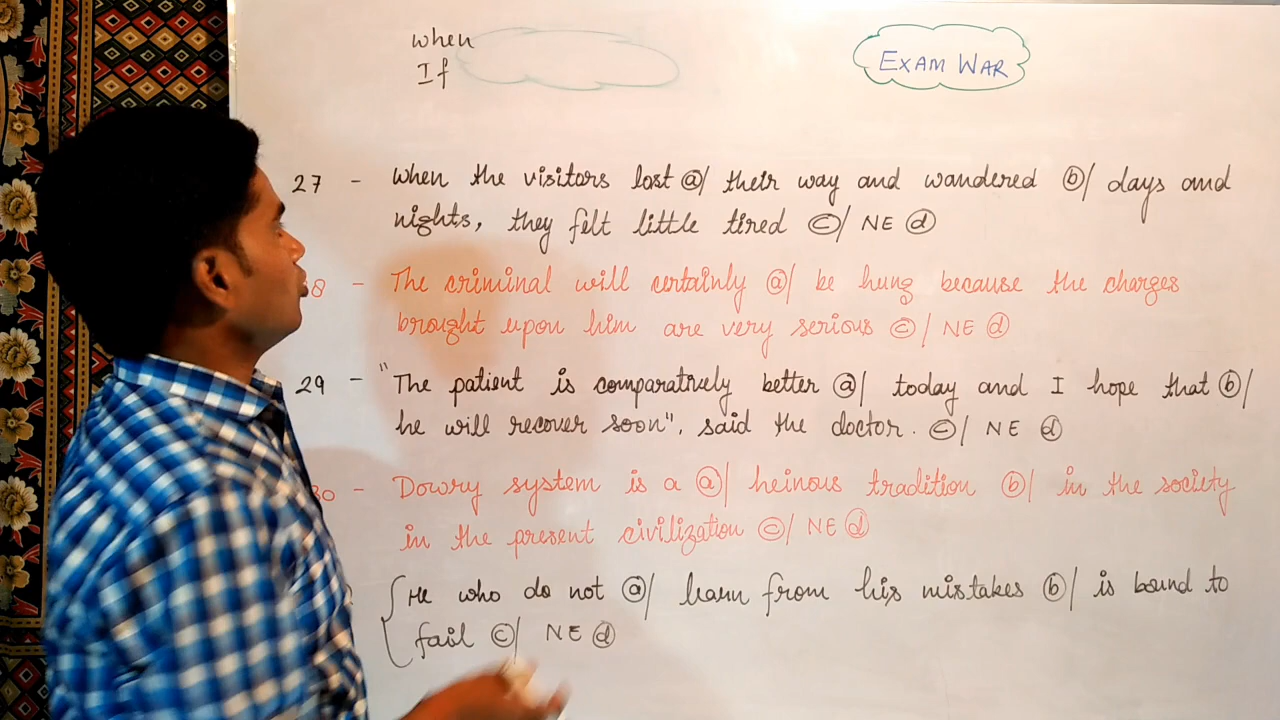 when
If
EXAM WAR
27 - when the visitors lost ⓐ/ their way and wandered ⓑ/ days and
nights, they felt little tired ⓒ/ NE ⓓ
8 - The criminal will certainly ⓐ/ be hung because the charges
brought upon him are very serious ⓒ/ NE ⓓ
29 - "The patient is comparatively better ⓐ/ today and I hope that ⓑ/
he will recover soon", said the doctor. ⓒ/ NE ⓓ
30 - Dowry system is a ⓐ/ heinous tradition ⓑ/ in the society
in the present civilization ⓒ/ NE ⓓ
He who do not ⓐ/ learn from his mistakes ⓑ/ is bound to
fail ⓒ/ NE ⓓ